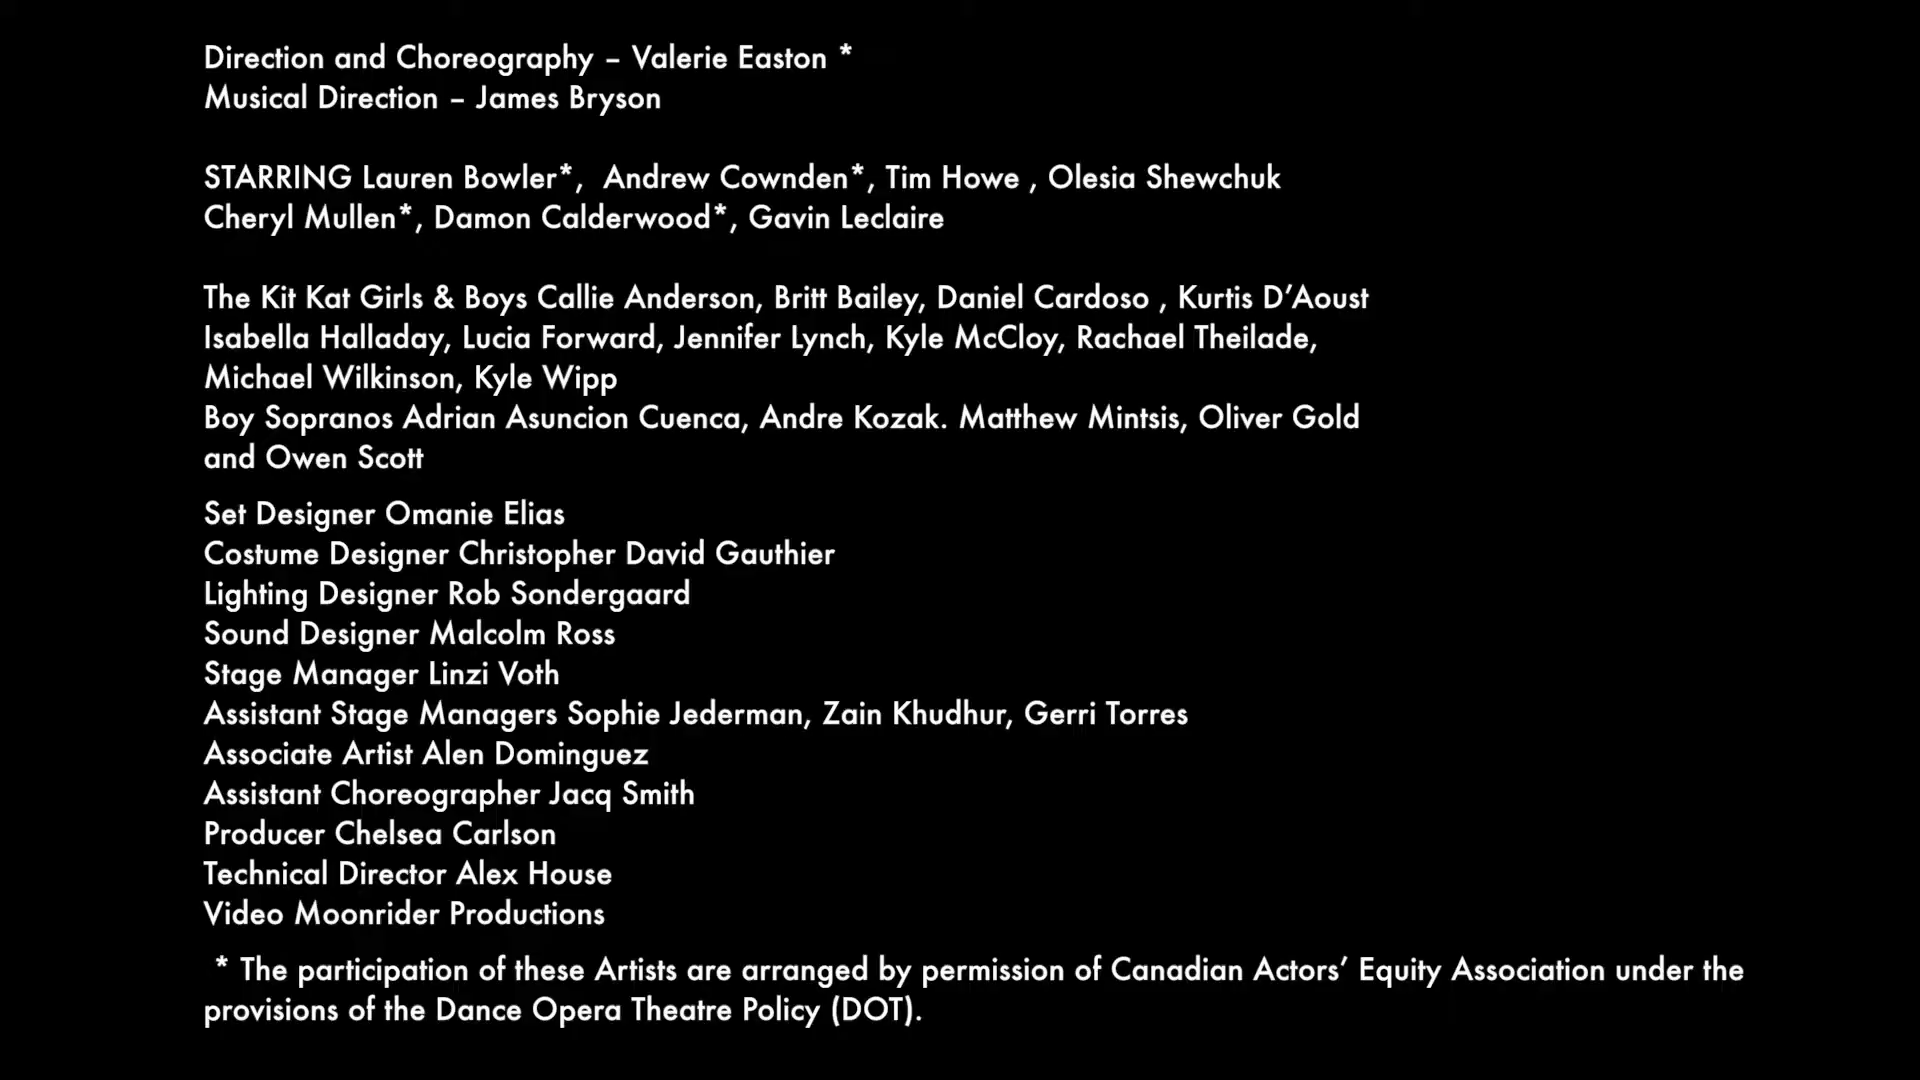 Direction and Choreography – Valerie Easton *
Musical Direction – James Bryson
STARRING Lauren Bowler*,  Andrew Cownden*, Tim Howe , Olesia Shewchuk
Cheryl Mullen*, Damon Calderwood*, Gavin Leclaire
The Kit Kat Girls & Boys Callie Anderson, Britt Bailey, Daniel Cardoso , Kurtis D’Aoust
Isabella Halladay, Lucia Forward, Jennifer Lynch, Kyle McCloy, Rachael Theilade,
Michael Wilkinson, Kyle Wipp
Boy Sopranos Adrian Asuncion Cuenca, Andre Kozak. Matthew Mintsis, Oliver Gold
and Owen Scott
Set Designer Omanie Elias
Costume Designer Christopher David Gauthier
Lighting Designer Rob Sondergaard
Sound Designer Malcolm Ross
Stage Manager Linzi Voth
Assistant Stage Managers Sophie Jederman, Zain Khudhur, Gerri Torres
Associate Artist Alen Dominguez
Assistant Choreographer Jacq Smith
Producer Chelsea Carlson
Technical Director Alex House
Video Moonrider Productions
* The participation of these Artists are arranged by permission of Canadian Actors’ Equity Association under the
provisions of the Dance Opera Theatre Policy (DOT).